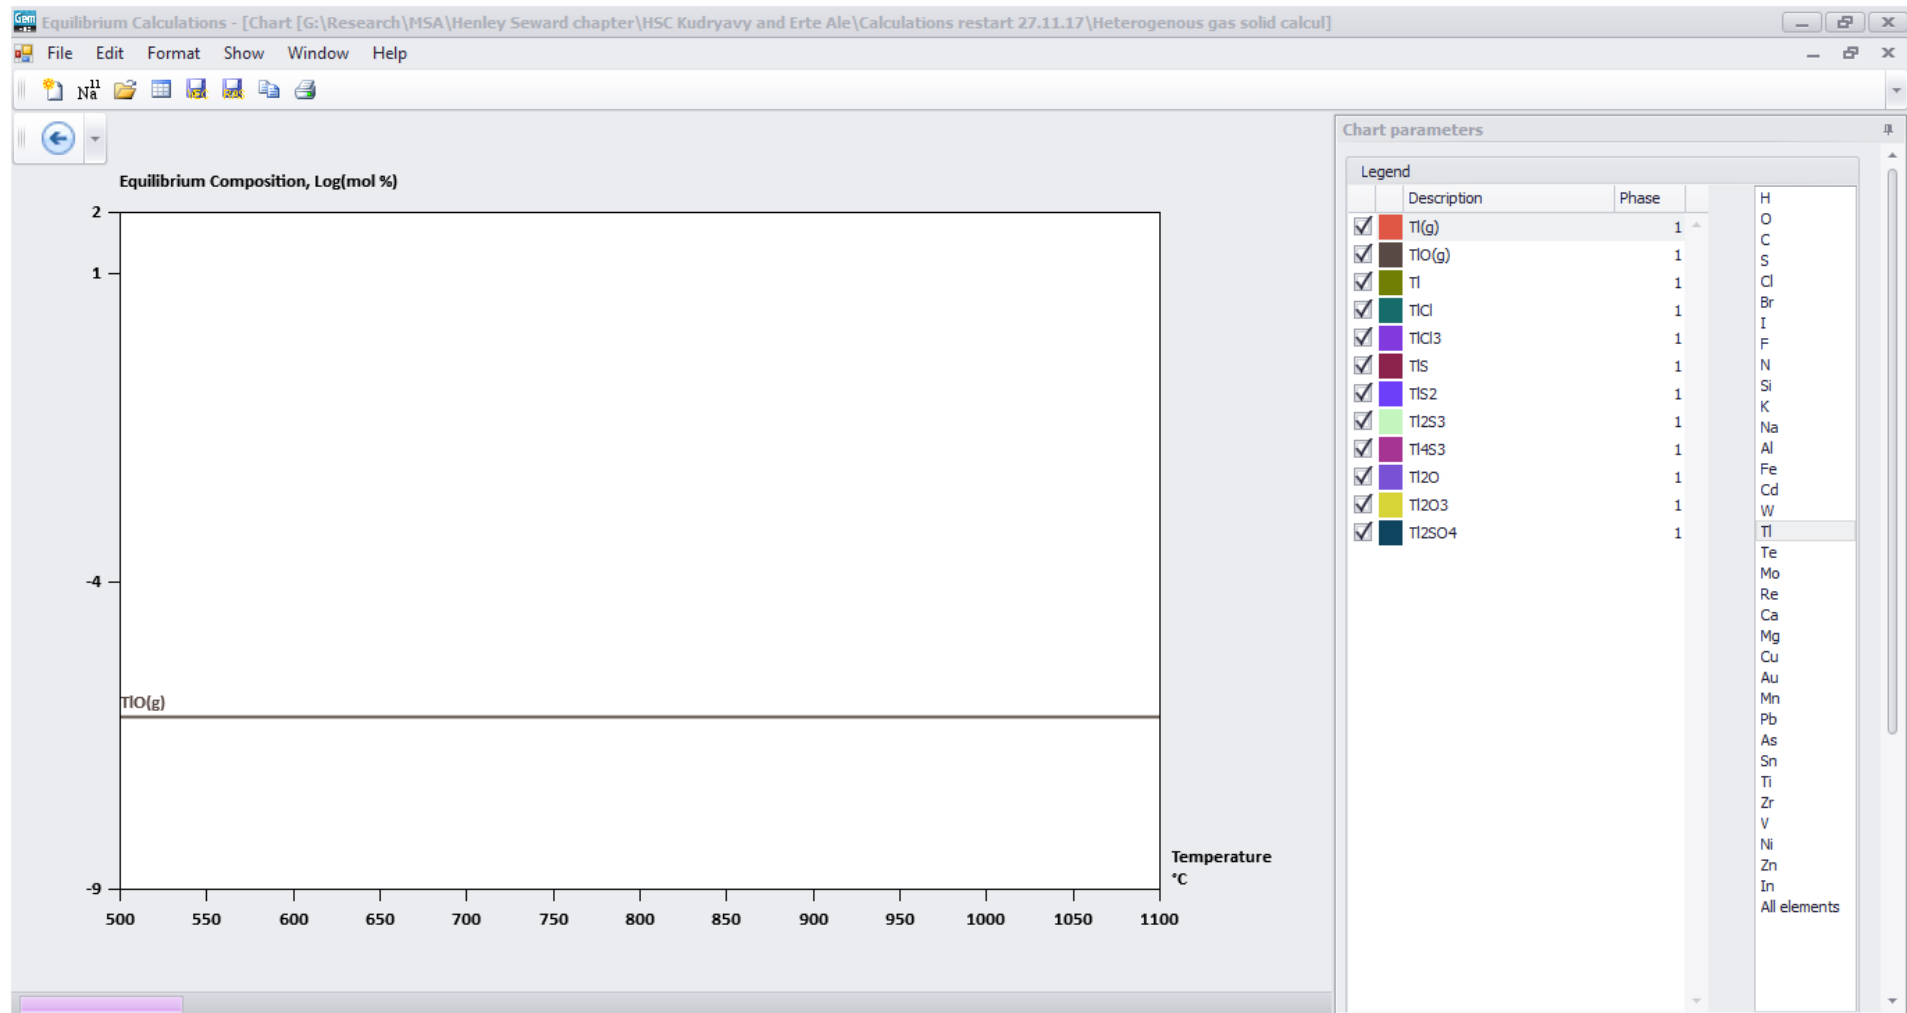 Gem Equilibrium Calculations - [Chart [G:\Research\MSA\Henley Seward chapter\HSC Kudryavy and Erte Ale\Calculations restart 27.11.17\Heterogenous gas solid calcul]
File Edit Format Show Window Help
Na 11
Equilibrium Composition, Log(mol %)
2
1
-4
TlO(g)
-9
500 550 600 650 700 750 800 850 900 950 1000 1050 1100
Temperature
°C
Chart parameters
Legend
Description Phase
Tl(g) 1
TlO(g) 1
Tl 1
TlCl 1
TlCl3 1
TlS 1
TlS2 1
Tl2S3 1
Tl4S3 1
Tl2O 1
Tl2O3 1
Tl2SO4 1
H
O
C
S
Cl
Br
I
F
N
Si
K
Na
Al
Fe
Cd
W
Tl
Te
Mo
Re
Ca
Mg
Cu
Au
Mn
Pb
As
Sn
Ti
Zr
V
Ni
Zn
In
All elements